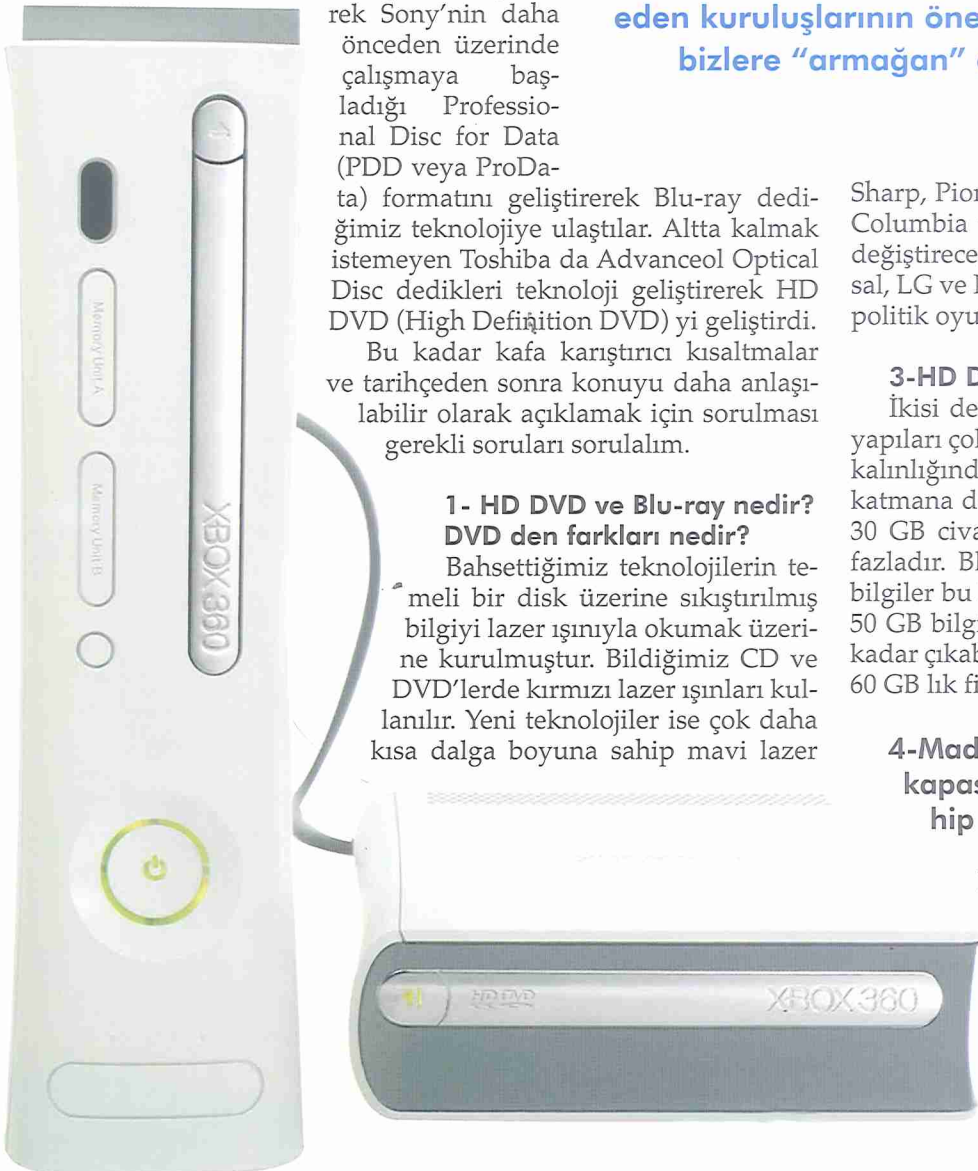 rek Sony'nin daha
önceden üzerinde
çalışmaya baş-
ladığı Professio-
nal Disc for Data
(PDD veya ProDa-
ta) formatını geliştirerek Blu-ray dedi-
ğimiz teknolojiye ulaştılar. Altta kalmak
istemeyen Toshiba da Advanceol Optical
Disc dedikleri teknoloji geliştirerek HD
DVD (High Definition DVD) yi geliştirdi.
Bu kadar kafa karıştırıcı kısaltmalar
ve tarihçeden sonra konuyu daha anlaşı-
labilir olarak açıklamak için sorulması
gerekli soruları sorulalım.
1- HD DVD ve Blu-ray nedir?
DVD den farkları nedir?
Bahsettiğimiz teknolojilerin te-
meli bir disk üzerine sıkıştırılmış
bilgiyi lazer ışınıyla okumak üzeri-
ne kurulmuştur. Bildiğimiz CD ve
DVD'lerde kırmızı lazer ışınları kul-
lanılır. Yeni teknolojiler ise çok daha
kısa dalga boyuna sahip mavi lazer
eden kuruluşlarının öne
bizlere "armağan"
Sharp, Pion
Columbia
değiştirece
sal, LG ve
politik oyu
3-HD D
İkisi de
yapıları çol
kalınlığınd
katmana d
30 GB civa
fazladır. Bl
bilgiler bu
50 GB bilgi
kadar çıkab
60 GB lık fi
4-Mad
kapas
hip
Memory Unit A
Memory Unit B
XBOX 360
HD DVD
XBOX 360